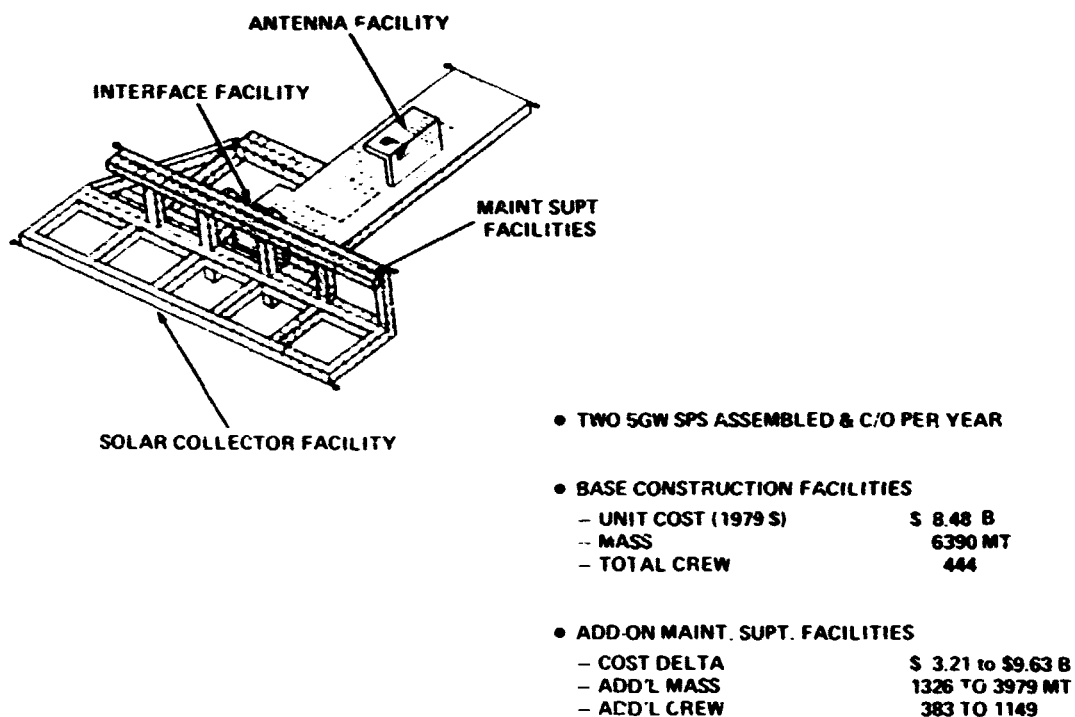 ANTENNA FACILITY
INTERFACE FACILITY
MAINT SUPT
FACILITIES
SOLAR COLLECTOR FACILITY
• TWO 5GW SPS ASSEMBLED & C/O PER YEAR
• BASE CONSTRUCTION FACILITIES
– UNIT COST (1979 $) $ 8.48 B
– MASS 6390 MT
– TOTAL CREW 444
• ADD-ON MAINT. SUPT. FACILITIES
– COST DELTA $ 3.21 to $9.63 B
– ADD'L MASS 1326 TO 3979 MT
– ADD'L CREW 383 TO 1149